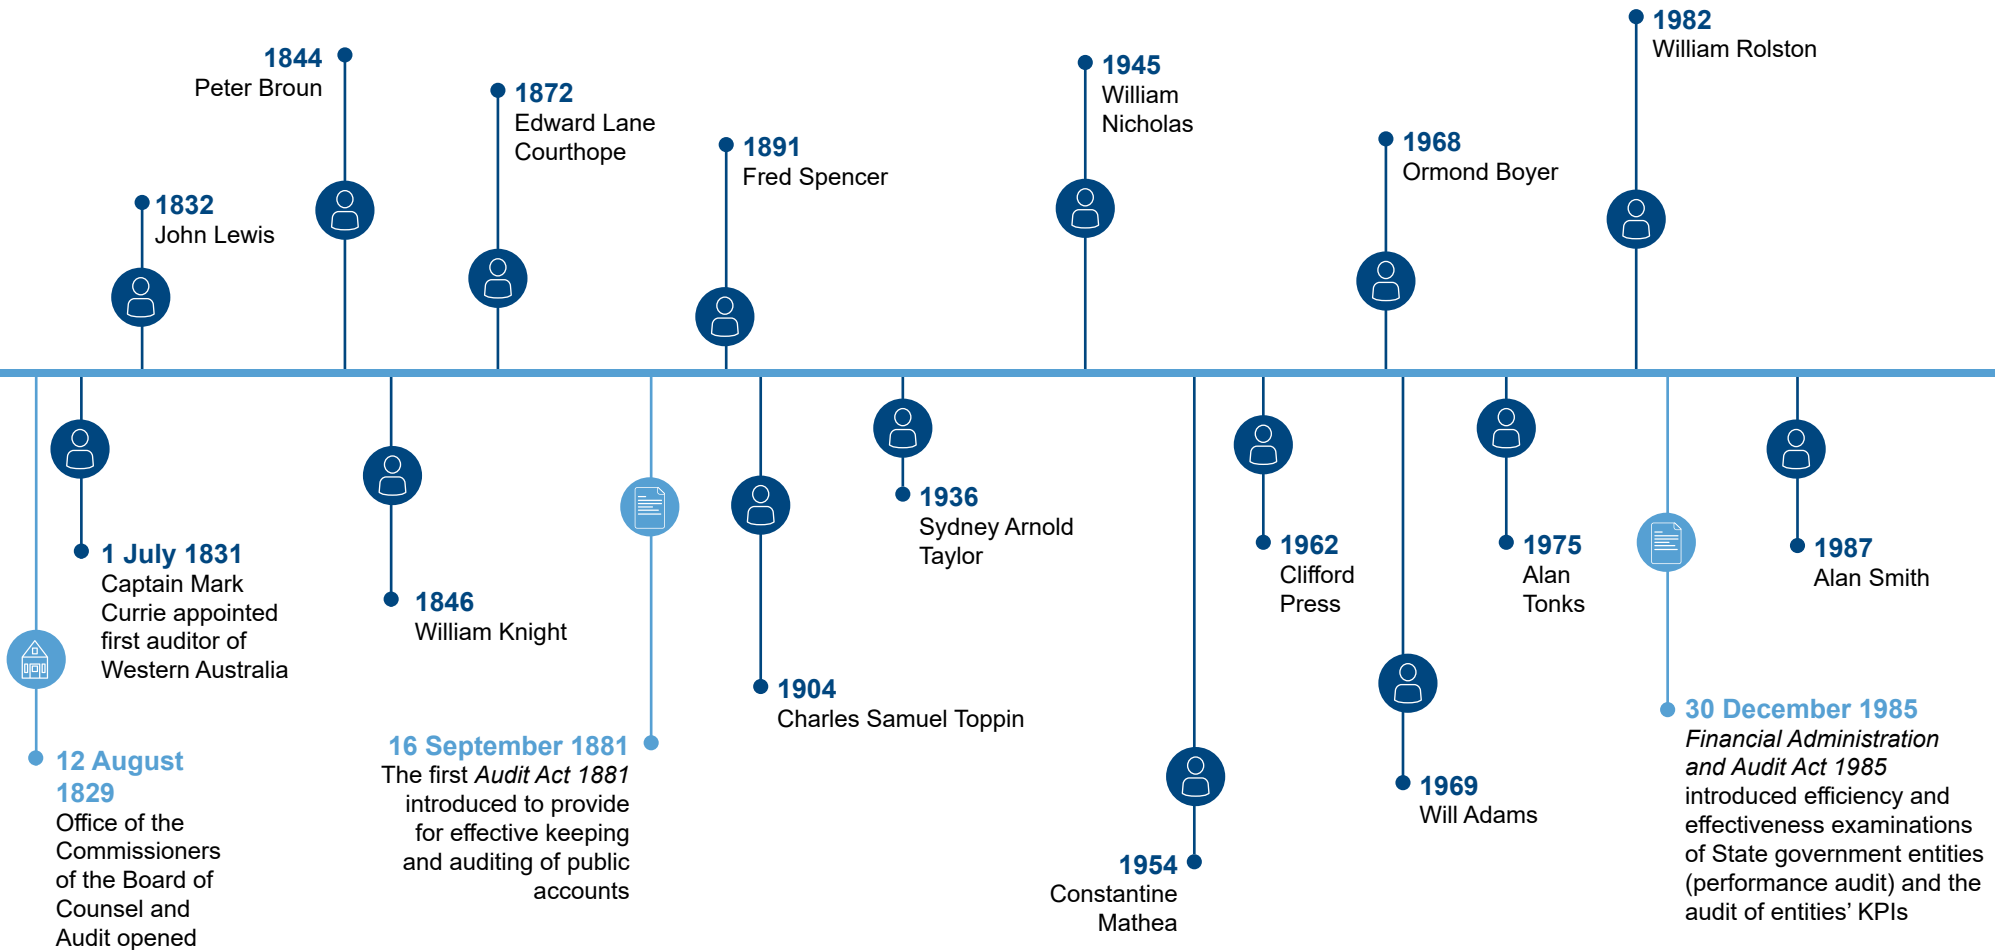 1844
Peter Broun
1832
John Lewis
1872
Edward Lane
Courthope
1891
Fred Spencer
1945
William
Nicholas
1968
Ormond Boyer
1982
William Rolston
12 August
1829
Office of the
Commissioners
of the Board of
Counsel and
Audit opened
1 July 1831
Captain Mark
Currie appointed
first auditor of
Western Australia
1846
William Knight
16 September 1881
The first Audit Act 1881
introduced to provide
for effective keeping
and auditing of public
accounts
1904
Charles Samuel Toppin
1936
Sydney Arnold
Taylor
1954
Constantine
Mathea
1962
Clifford
Press
1969
Will Adams
1975
Alan
Tonks
30 December 1985
Financial Administration
and Audit Act 1985
introduced efficiency and
effectiveness examinations
of State government entities
(performance audit) and the
audit of entities’ KPIs
1987
Alan Smith